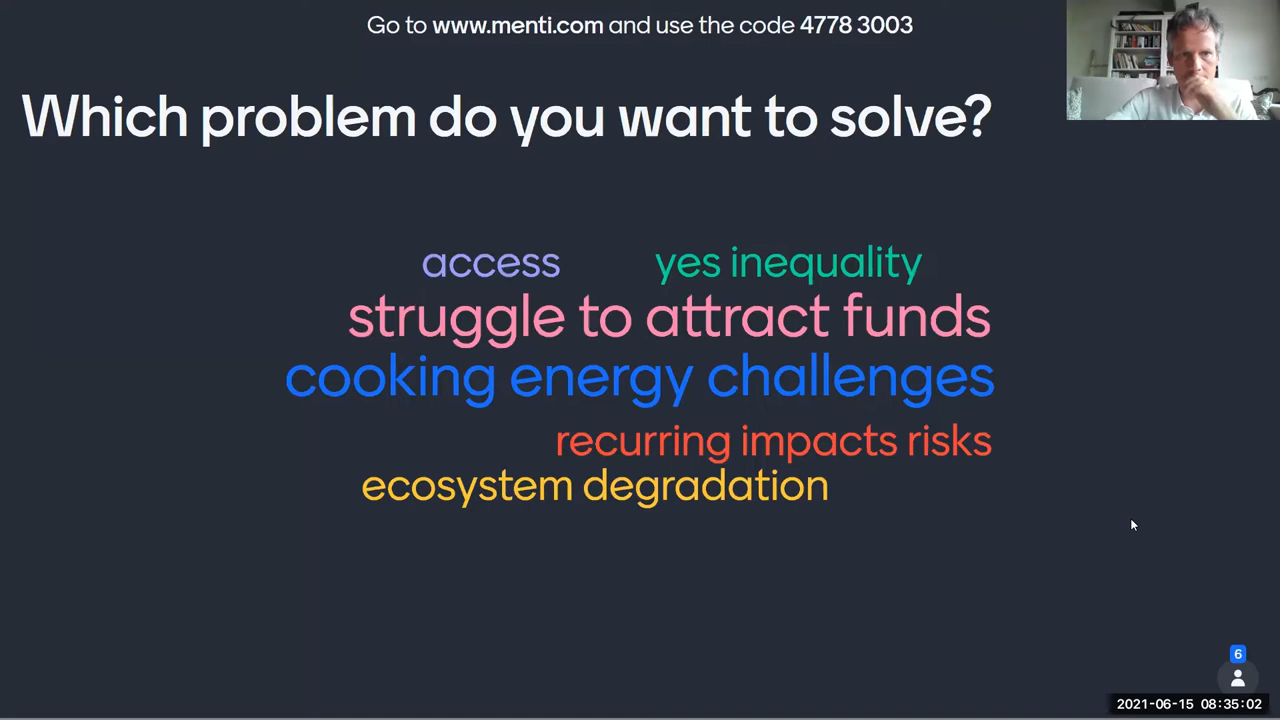 Go to www.menti.com and use the code 4778 3003
Which problem do you want to solve?
access
yes inequality
struggle to attract funds
cooking energy challenges
recurring impacts risks
ecosystem degradation
6
2021-06-15 08:35:02